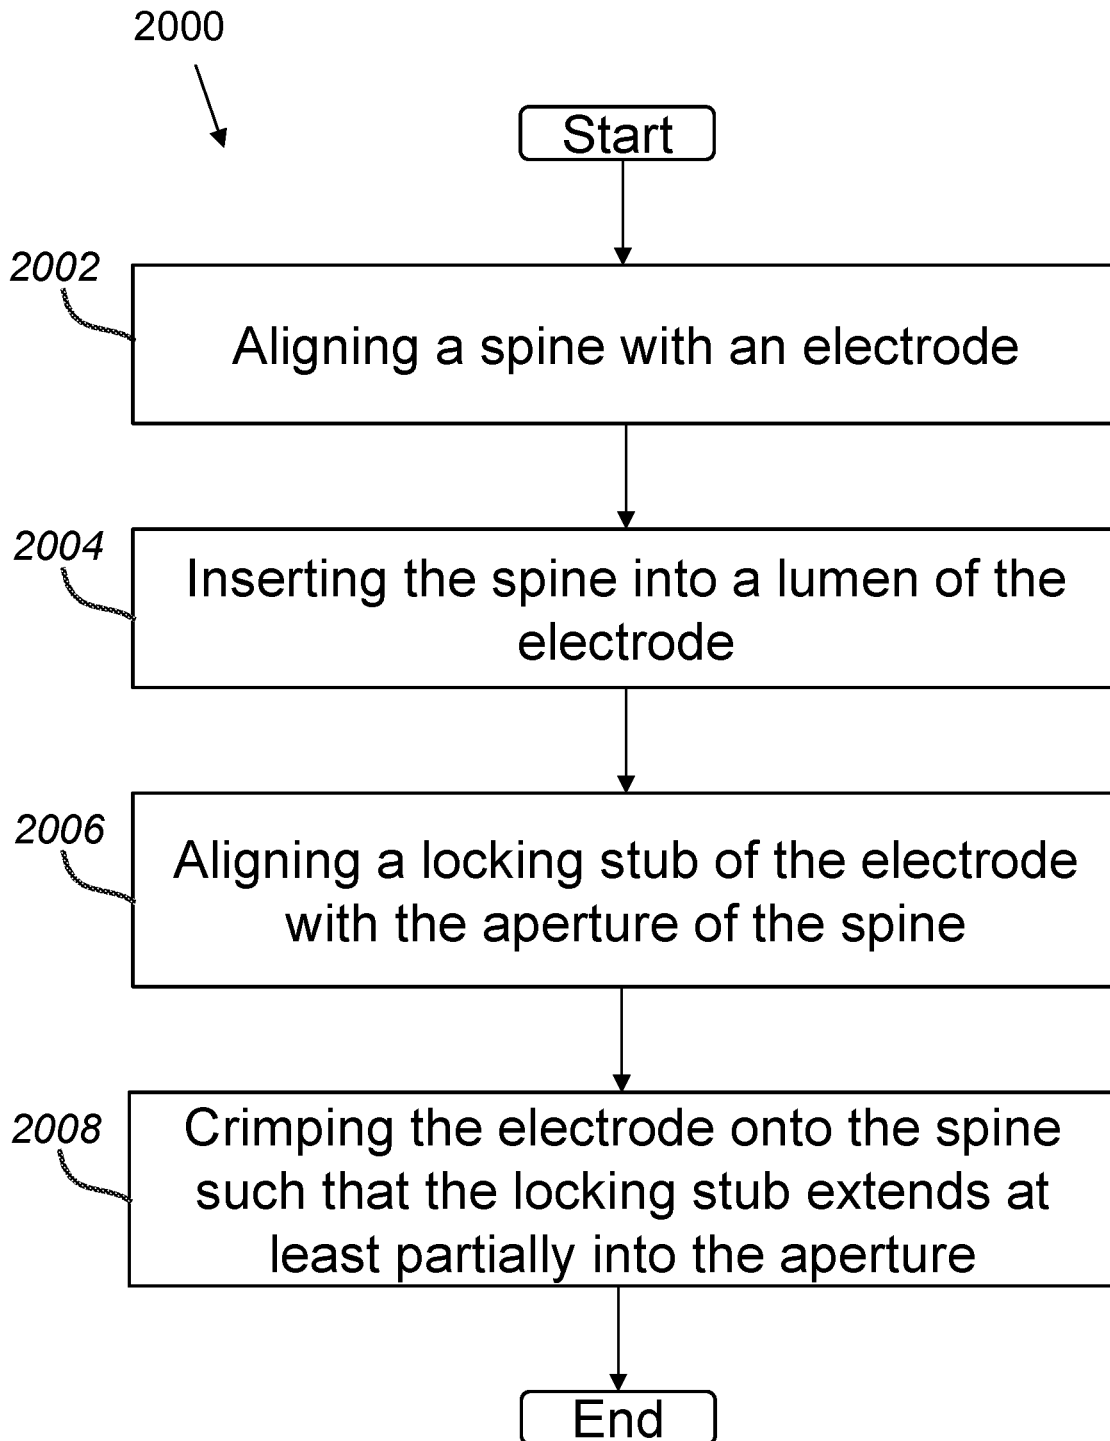 2000
Start
2002
Aligning a spine with an electrode
2004
Inserting the spine into a lumen of the
electrode
2006
Aligning a locking stub of the electrode
with the aperture of the spine
2008
Crimping the electrode onto the spine
such that the locking stub extends at
least partially into the aperture
End